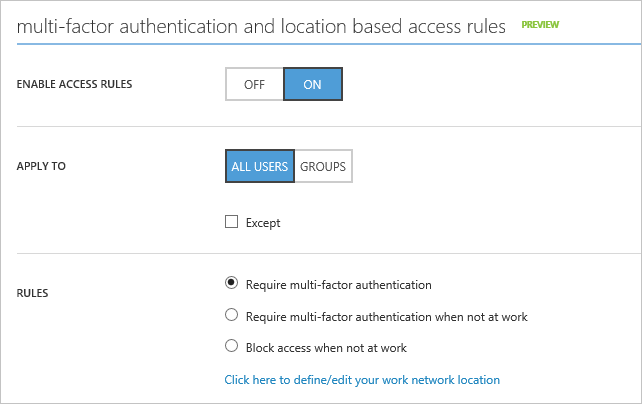 multi-factor authentication and location based access rules PREVIEW
ENABLE ACCESS RULES OFF ON
APPLY TO ALL USERS GROUPS
Except
RULES Require multi-factor authentication
Require multi-factor authentication when not at work
Block access when not at work
Click here to define/edit your work network location